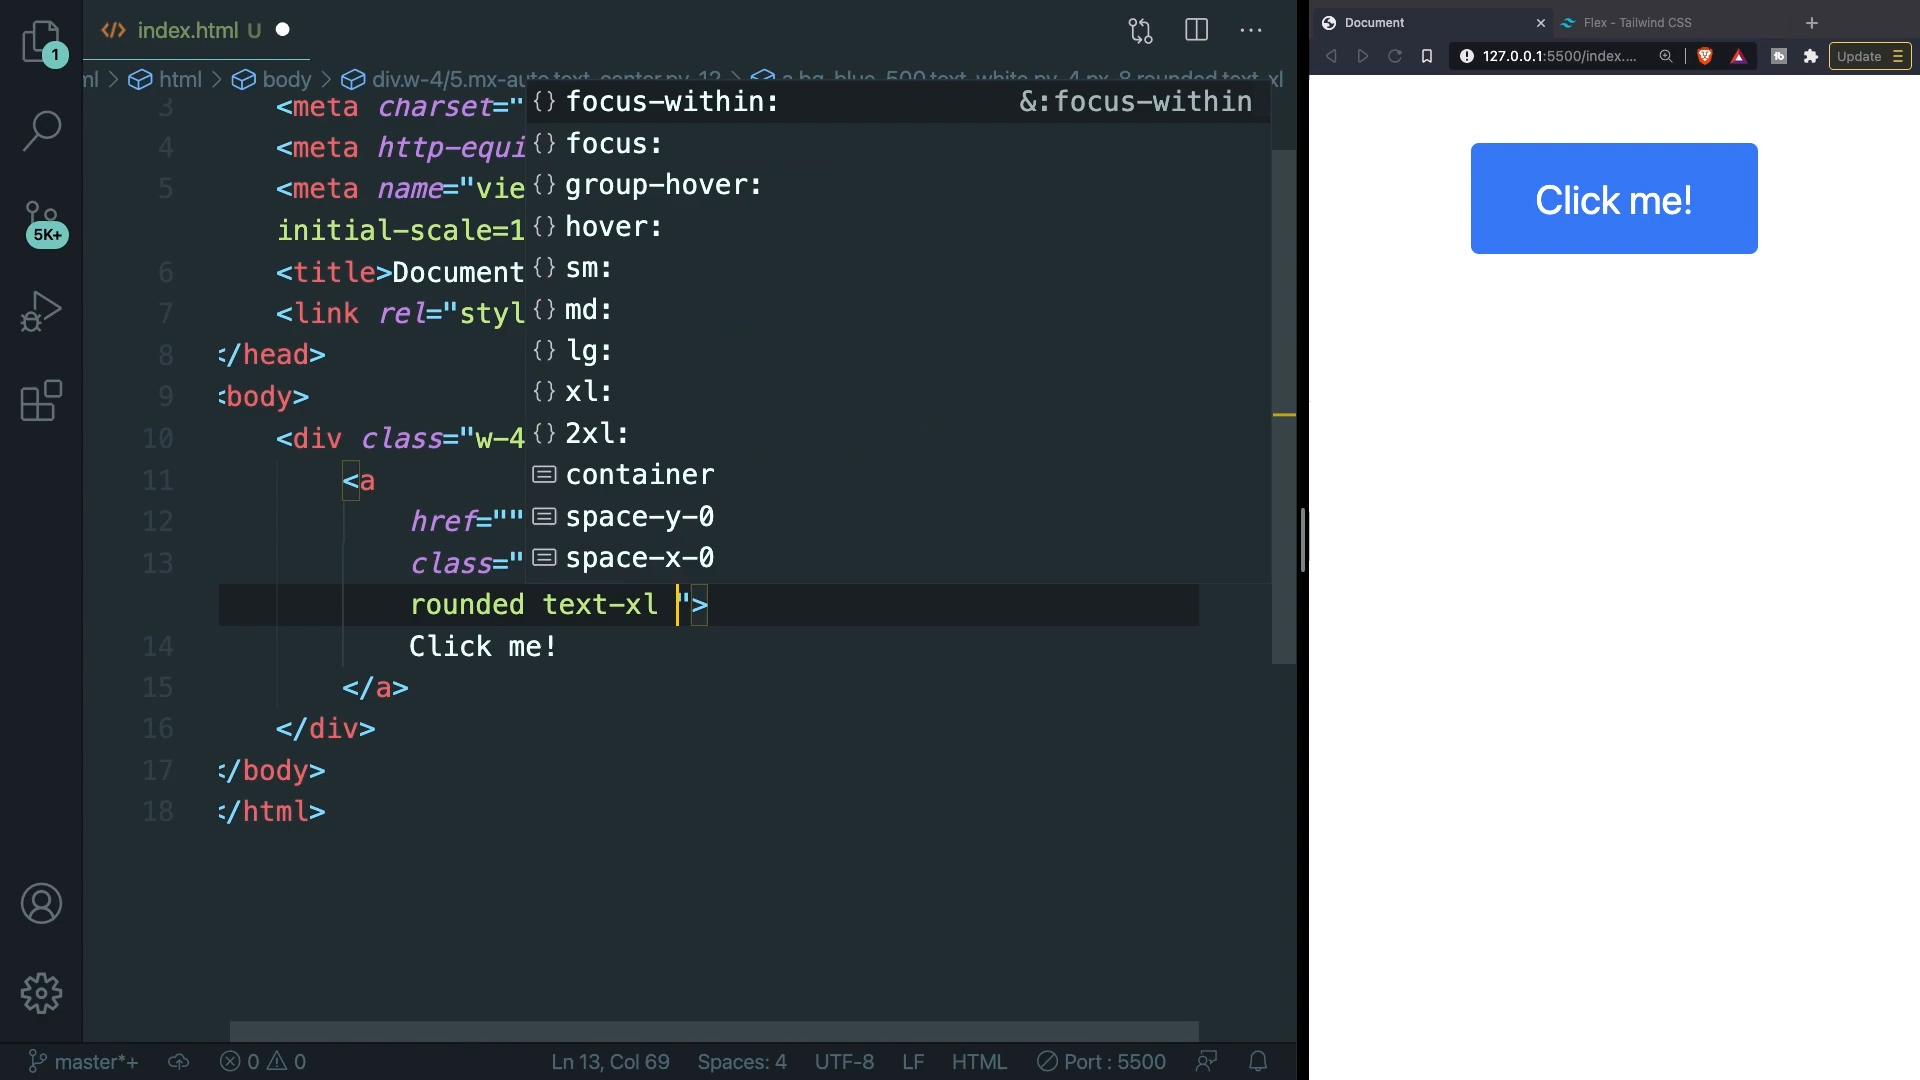 index.html U
Document
Flex - Tailwind CSS
127.0.0.1:5500/index....
Update
1
ml > html > body > div.w-4/5.mx-auto.text-center.py-12 > a.bg-blue-500.text-white.py-4.px-8.rounded.text-xl
3 <meta charset="
4 <meta http-equi
5 <meta name="vie
initial-scale=1
6 <title>Document
7 <link rel="styl
8 </head>
9 <body>
10 <div class="w-4
11 <a
12 href=""
13 class="
rounded text-xl ">
14 Click me!
15 </a>
16 </div>
17 </body>
18 </html>
{} focus-within: &:focus-within
{} focus:
{} group-hover:
{} hover:
{} sm:
{} md:
{} lg:
{} xl:
{} 2xl:
container
space-y-0
space-x-0
5K+
Click me!
master*+
0 0
Ln 13, Col 69
Spaces: 4
UTF-8
LF
HTML
Port : 5500